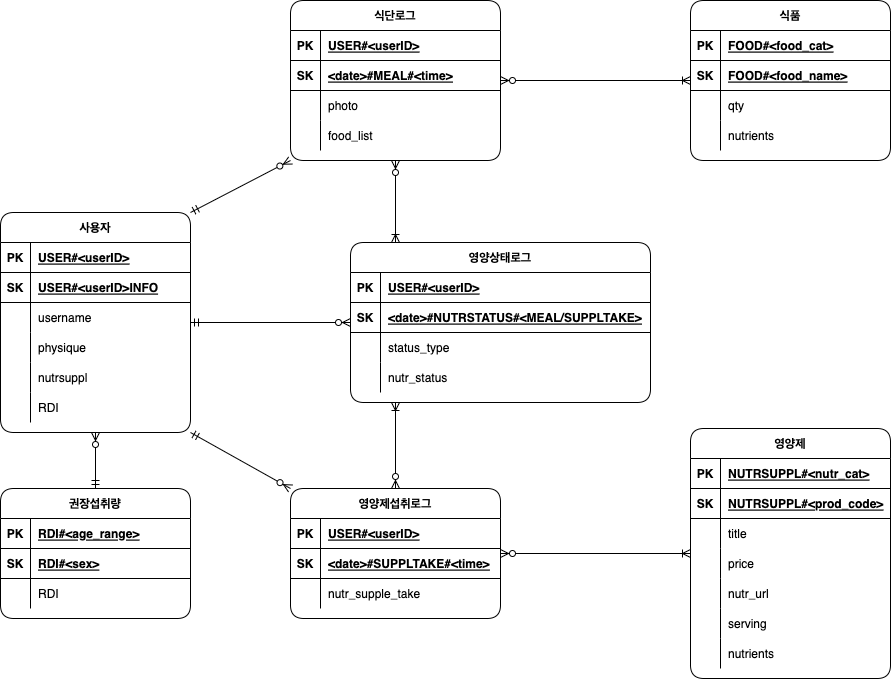 식단로그
PK USER#<userID>
SK <date>#MEAL#<time>
photo
food_list
식품
PK FOOD#<food_cat>
SK FOOD#<food_name>
qty
nutrients
사용자
PK USER#<userID>
SK USER#<userID>INFO
username
physique
nutrsuppl
RDI
영양상태로그
PK USER#<userID>
SK <date>#NUTRSTATUS#<MEAL/SUPPLTAKE>
status_type
nutr_status
권장섭취량
PK RDI#<age_range>
SK RDI#<sex>
RDI
영양제섭취로그
PK USER#<userID>
SK <date>#SUPPLTAKE#<time>
nutr_supple_take
영양제
PK NUTRSUPPL#<nutr_cat>
SK NUTRSUPPL#<prod_code>
title
price
nutr_url
serving
nutrients